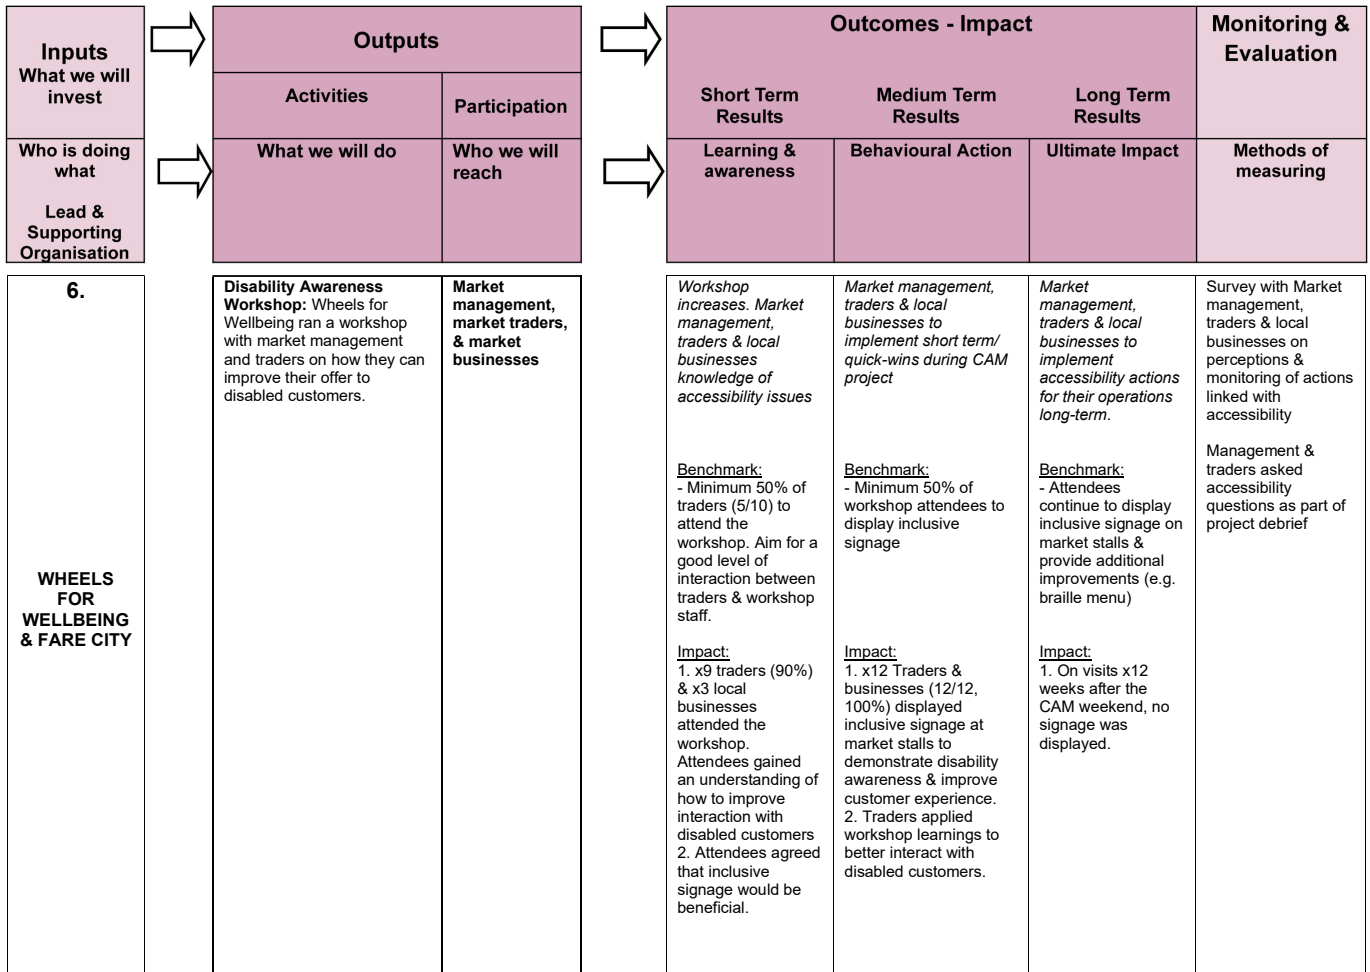 Inputs
What we will
invest
Outputs
Activities
Participation
Outcomes - Impact
Short Term
Results
Medium Term
Results
Long Term
Results
Monitoring &
Evaluation
Who is doing
what
Lead &
Supporting
Organisation
What we will do
Who we will
reach
Learning &
awareness
Behavioural Action
Ultimate Impact
Methods of
measuring
6.
WHEELS
FOR
WELLBEING
& FARE CITY
Disability Awareness
Workshop: Wheels for
Wellbeing ran a workshop
with market management
and traders on how they can
improve their offer to
disabled customers.
Market
management,
market traders,
& market
businesses
Workshop
increases. Market
management,
traders & local
businesses
knowledge of
accessibility issues
Benchmark:
- Minimum 50% of
traders (5/10) to
attend the
workshop. Aim for a
good level of
interaction between
traders & workshop
staff.
Impact:
1. x9 traders (90%)
& x3 local
businesses
attended the
workshop.
Attendees gained
an understanding of
how to improve
interaction with
disabled customers
2. Attendees agreed
that inclusive
signage would be
beneficial.
Market management,
traders & local
businesses to
implement short term/
quick-wins during CAM
project
Benchmark:
- Minimum 50% of
workshop attendees to
display inclusive
signage
Impact:
1. x12 Traders &
businesses (12/12,
100%) displayed
inclusive signage at
market stalls to
demonstrate disability
awareness & improve
customer experience.
2. Traders applied
workshop learnings to
better interact with
disabled customers.
Market
management,
traders & local
businesses to
implement
accessibility actions
for their operations
long-term.
Benchmark:
- Attendees
continue to display
inclusive signage on
market stalls &
provide additional
improvements (e.g.
braille menu)
Impact:
1. On visits x12
weeks after the
CAM weekend, no
signage was
displayed.
Survey with Market
management,
traders & local
businesses on
perceptions &
monitoring of actions
linked with
accessibility
Management &
traders asked
accessibility
questions as part of
project debrief